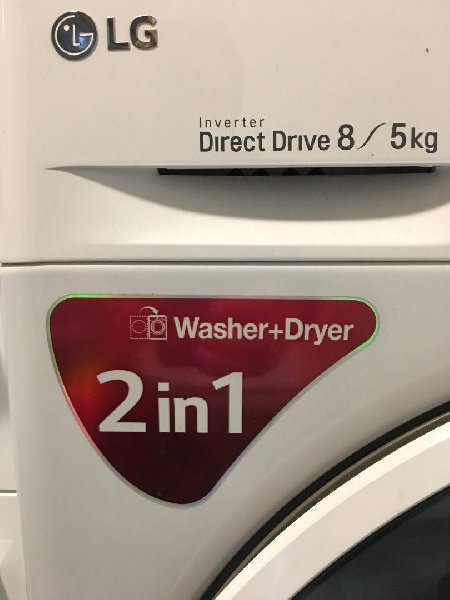 LG
Inverter
Direct Drive 8/5kg
Washer+Dryer
2in1